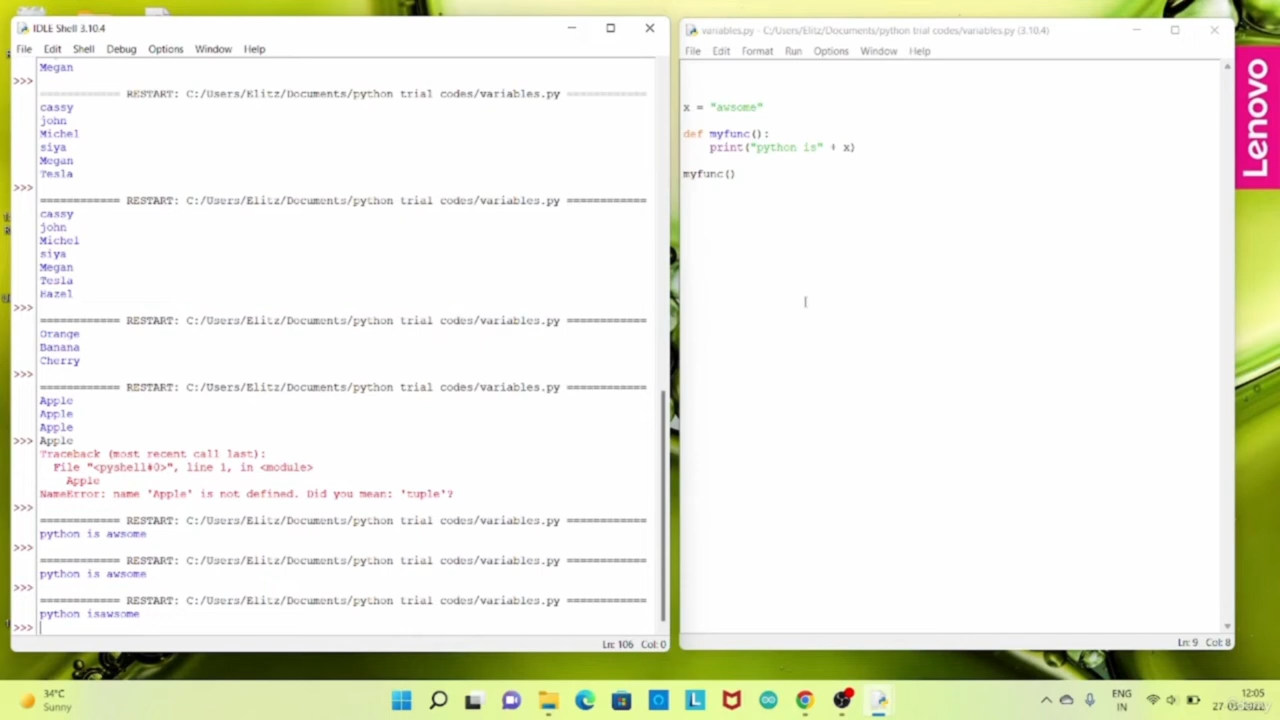 IDLE Shell 3.10.4
File Edit Shell Debug Options Window Help
Megan
>>>
============ RESTART: C:/Users/Elitz/Documents/python trial codes/variables.py ============
cassy
john
Michel
siya
Megan
Tesla
>>>
============ RESTART: C:/Users/Elitz/Documents/python trial codes/variables.py ============
cassy
john
Michel
siya
Megan
Tesla
Hazel
>>>
============ RESTART: C:/Users/Elitz/Documents/python trial codes/variables.py ============
Orange
Banana
Cherry
>>>
============ RESTART: C:/Users/Elitz/Documents/python trial codes/variables.py ============
Apple
Apple
Apple
>>> Apple
Traceback (most recent call last):
File "<pyshell#0>", line 1, in <module>
Apple
NameError: name 'Apple' is not defined. Did you mean: 'tuple'?
>>>
============ RESTART: C:/Users/Elitz/Documents/python trial codes/variables.py ============
python is awsome
>>>
============ RESTART: C:/Users/Elitz/Documents/python trial codes/variables.py ============
python is awsome
>>>
============ RESTART: C:/Users/Elitz/Documents/python trial codes/variables.py ============
python isawsome
>>>
Ln: 106 Col: 0
variables.py - C:/Users/Elitz/Documents/python trial codes/variables.py (3.10.4)
File Edit Format Run Options Window Help
x = "awsome"
def myfunc():
print("python is" + x)
myfunc()
Ln: 9 Col: 8
Lenovo
34°C
Sunny
ENG
IN
12:05
27-05-2022